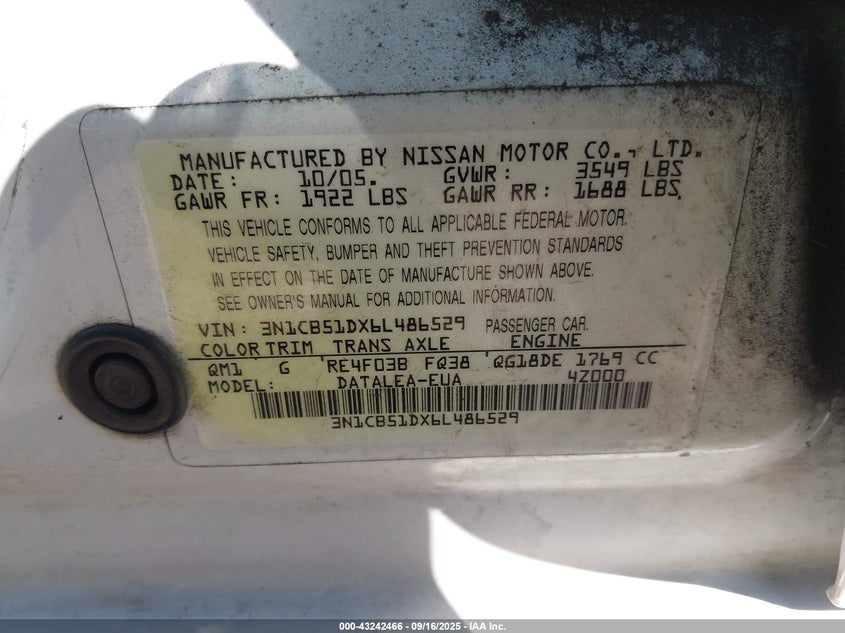 MANUFACTURED BY NISSAN MOTOR CO., LTD.
DATE: 10/05. GVWR: 3549 LBS
GAWR FR: 1922 LBS GAWR RR: 1688 LBS.
THIS VEHICLE CONFORMS TO ALL APPLICABLE FEDERAL MOTOR.
VEHICLE SAFETY, BUMPER AND THEFT PREVENTION STANDARDS
IN EFFECT ON THE DATE OF MANUFACTURE SHOWN ABOVE.
SEE OWNER'S MANUAL FOR ADDITIONAL INFORMATION.
VIN: 3N1CB51DX6L486529 PASSENGER CAR.
COLOR TRIM TRANS AXLE ENGINE
QM1 G RE4F03B FQ38 QG18DE 1769 CC
MODEL: DATALEA-EUA 4Z000
3N1CB51DX6L486529
000-43242466 - 09/16/2025 - IAA Inc.